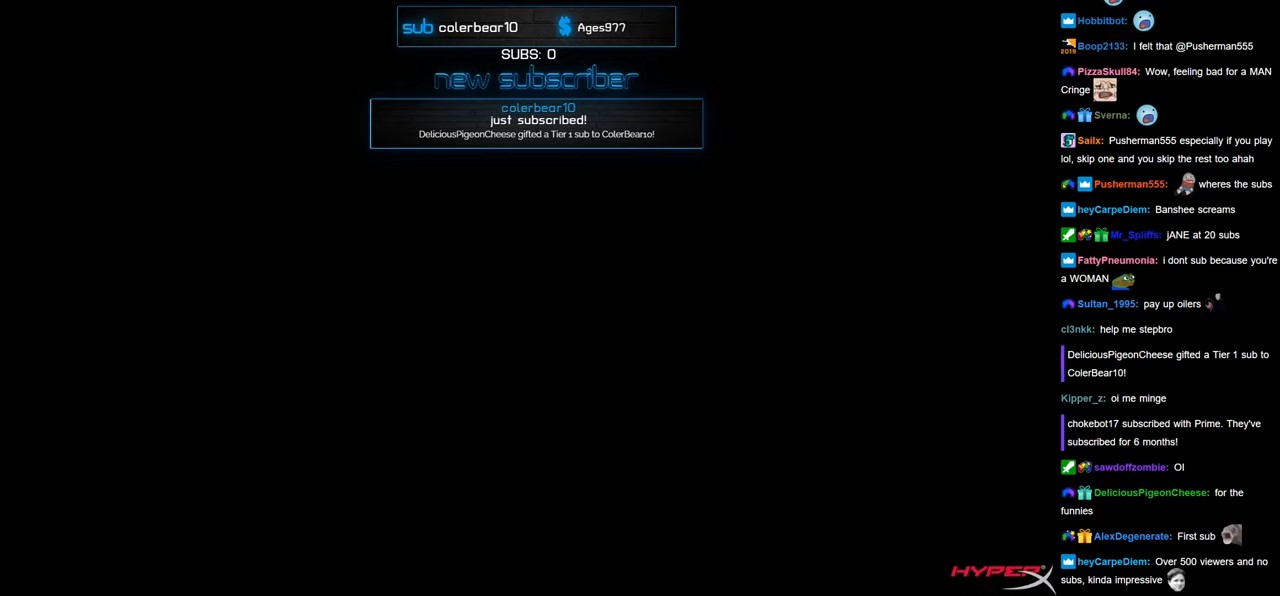 sub colerbear10
Ages977
SUBS: 0
new subscriber
colerbear10
just subscribed!
DeliciousPigeonCheese gifted a Tier 1 sub to ColerBear10!
Hobbitbot:
2019 Boop2133: I felt that @Pusherman555
PizzaSkull84: Wow, feeling bad for a MAN
Cringe
Sverna:
Sailx: Pusherman555 especially if you play
lol, skip one and you skip the rest too ahah
Pusherman555: wheres the subs
heyCarpeDiem: Banshee screams
Mr_Spliffs: jANE at 20 subs
FattyPneumonia: i dont sub because you're
a WOMAN
Sultan_1995: pay up oilers
cl3nkk: help me stepbro
DeliciousPigeonCheese gifted a Tier 1 sub to
ColerBear10!
Kipper_z: oi me minge
chokebot17 subscribed with Prime. They've
subscribed for 6 months!
sawdoffzombie: OI
DeliciousPigeonCheese: for the
funnies
AlexDegenerate: First sub
heyCarpeDiem: Over 500 viewers and no
subs, kinda impressive
HYPERX